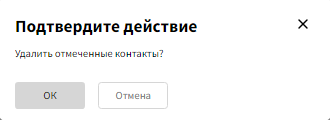 Подтвердите действие
Удалить отмеченные контакты?
ОК
Отмена